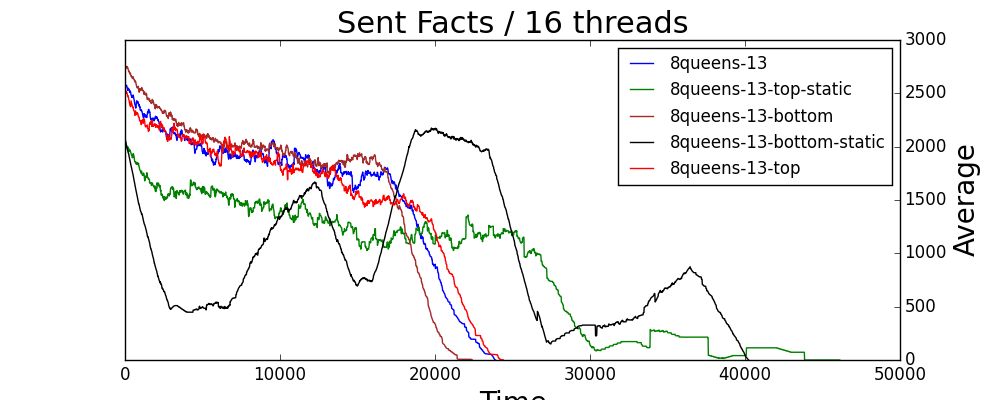 Sent Facts / 16 threads
3000
2500
2000
1500
1000
500
0
Average
8queens-13
8queens-13-top-static
8queens-13-bottom
8queens-13-bottom-static
8queens-13-top
0 10000 20000 30000 40000 50000
Time